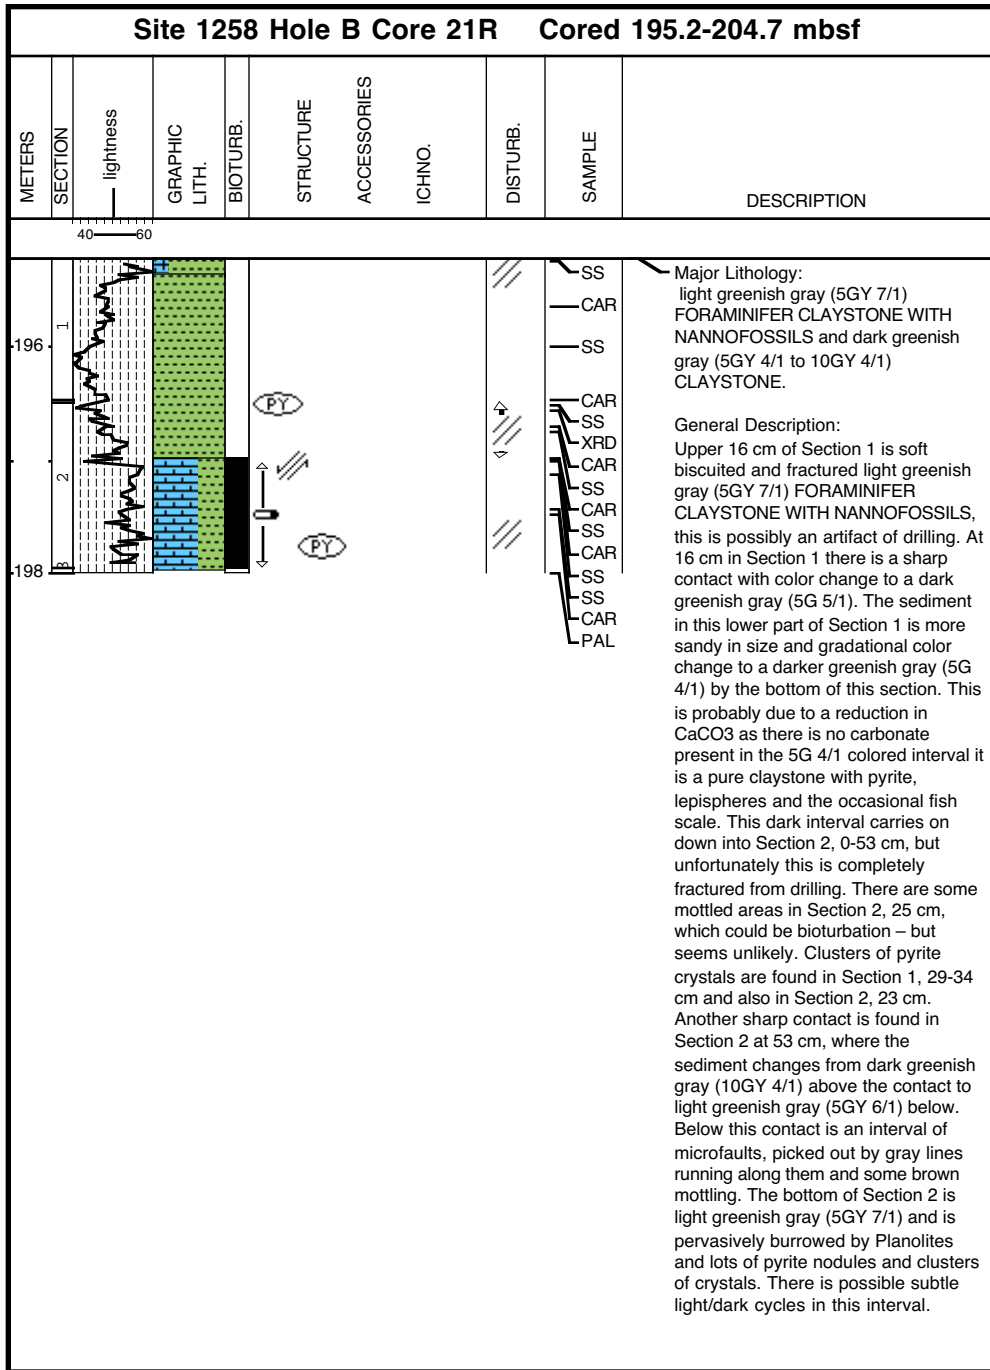 Site 1258 Hole B Core 21R Cored 195.2-204.7 mbsf
METERS
SECTION
lightness
GRAPHIC
LITH.
BIOTURB.
STRUCTURE
ACCESSORIES
ICHNO.
DISTURB.
SAMPLE
DESCRIPTION
40 60
196
198
1
2
3
PY
PY
SS
CAR
SS
CAR
SS
XRD
CAR
SS
CAR
SS
CAR
SS
SS
CAR
PAL
Major Lithology:
light greenish gray (5GY 7/1)
FORAMINIFER CLAYSTONE WITH
NANNOFOSSILS and dark greenish
gray (5GY 4/1 to 10GY 4/1)
CLAYSTONE.
General Description:
Upper 16 cm of Section 1 is soft
biscuited and fractured light greenish
gray (5GY 7/1) FORAMINIFER
CLAYSTONE WITH NANNOFOSSILS,
this is possibly an artifact of drilling. At
16 cm in Section 1 there is a sharp
contact with color change to a dark
greenish gray (5G 5/1). The sediment
in this lower part of Section 1 is more
sandy in size and gradational color
change to a darker greenish gray (5G
4/1) by the bottom of this section. This
is probably due to a reduction in
CaCO3 as there is no carbonate
present in the 5G 4/1 colored interval it
is a pure claystone with pyrite,
lepispheres and the occasional fish
scale. This dark interval carries on
down into Section 2, 0-53 cm, but
unfortunately this is completely
fractured from drilling. There are some
mottled areas in Section 2, 25 cm,
which could be bioturbation – but
seems unlikely. Clusters of pyrite
crystals are found in Section 1, 29-34
cm and also in Section 2, 23 cm.
Another sharp contact is found in
Section 2 at 53 cm, where the
sediment changes from dark greenish
gray (10GY 4/1) above the contact to
light greenish gray (5GY 6/1) below.
Below this contact is an interval of
microfaults, picked out by gray lines
running along them and some brown
mottling. The bottom of Section 2 is
light greenish gray (5GY 7/1) and is
pervasively burrowed by Planolites
and lots of pyrite nodules and clusters
of crystals. There is possible subtle
light/dark cycles in this interval.